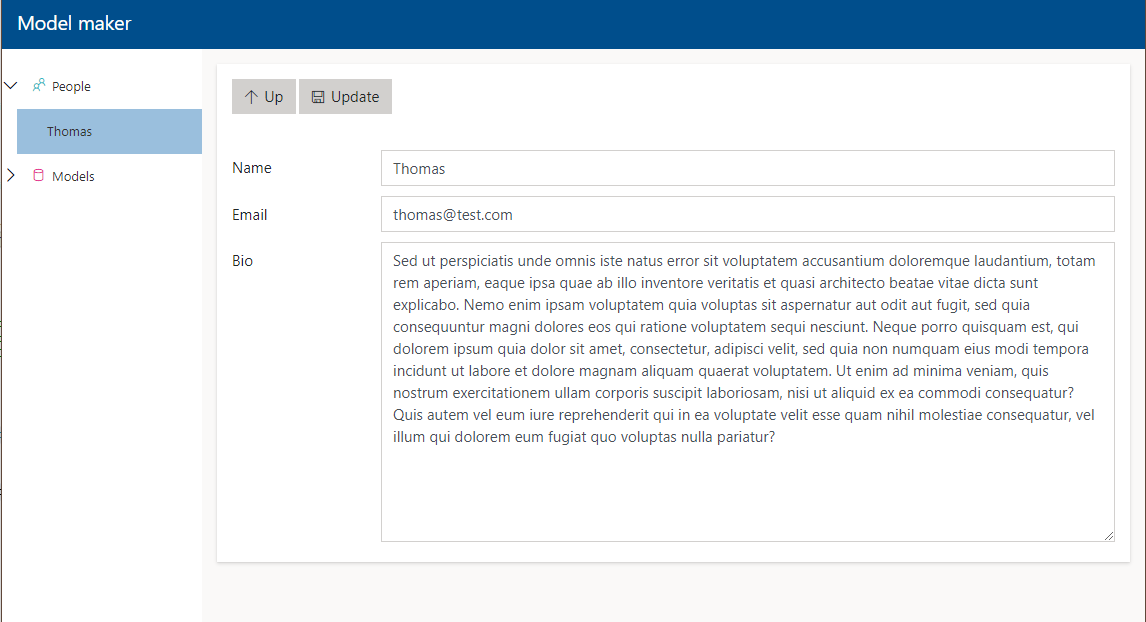 Model maker
People
Thomas
Models
Up Update
Name Thomas
Email thomas@test.com
Bio Sed ut perspiciatis unde omnis iste natus error sit voluptatem accusantium doloremque laudantium, totam
rem aperiam, eaque ipsa quae ab illo inventore veritatis et quasi architecto beatae vitae dicta sunt
explicabo. Nemo enim ipsam voluptatem quia voluptas sit aspernatur aut odit aut fugit, sed quia
consequuntur magni dolores eos qui ratione voluptatem sequi nesciunt. Neque porro quisquam est, qui
dolorem ipsum quia dolor sit amet, consectetur, adipisci velit, sed quia non numquam eius modi tempora
incidunt ut labore et dolore magnam aliquam quaerat voluptatem. Ut enim ad minima veniam, quis
nostrum exercitationem ullam corporis suscipit laboriosam, nisi ut aliquid ex ea commodi consequatur?
Quis autem vel eum iure reprehenderit qui in ea voluptate velit esse quam nihil molestiae consequatur, vel
illum qui dolorem eum fugiat quo voluptas nulla pariatur?